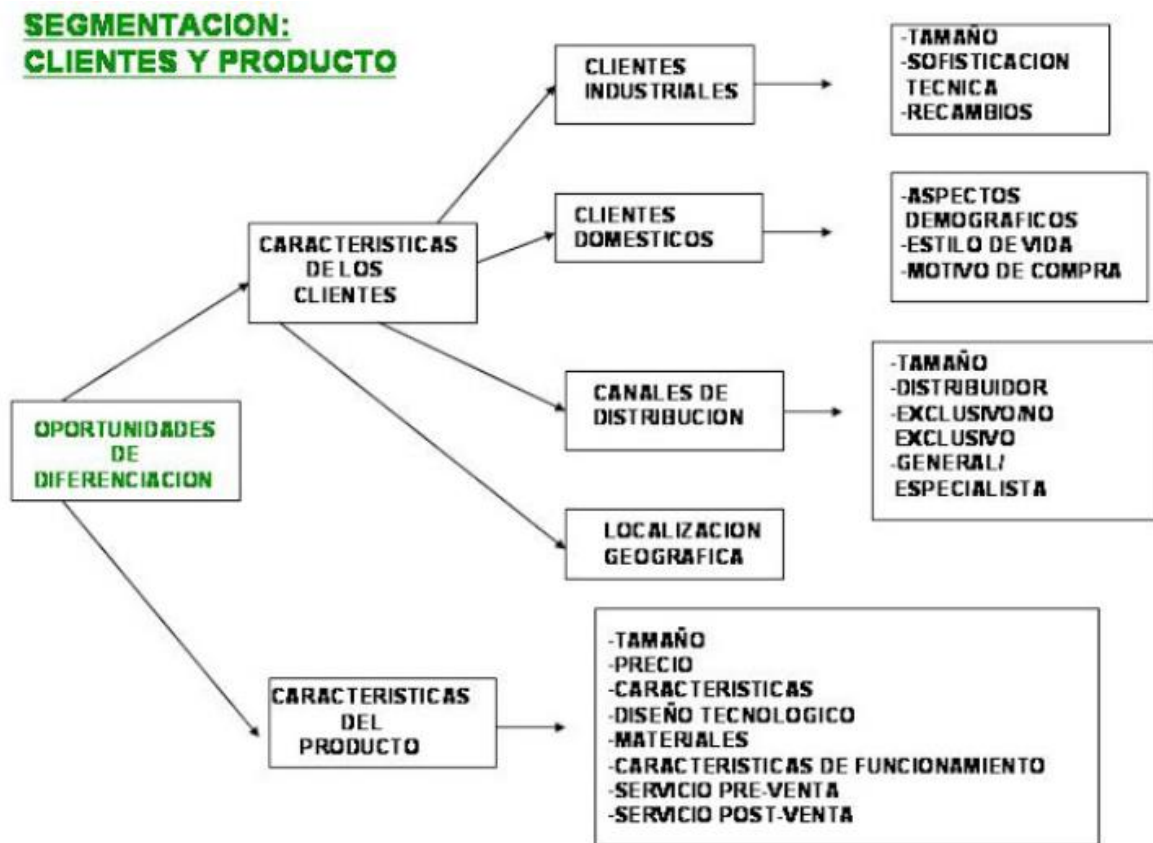 SEGMENTACION:
CLIENTES Y PRODUCTO
CLIENTES
INDUSTRIALES
-TAMAÑO
-SOFISTICACION
TECNICA
-RECAMBIOS
CARACTERISTICAS
DE LOS
CLIENTES
CLIENTES
DOMESTICOS
-ASPECTOS
DEMOGRAFICOS
-ESTILO DE VIDA
-MOTIVO DE COMPRA
CANALES DE
DISTRIBUCION
-TAMAÑO
-DISTRIBUIDOR
-EXCLUSIVO/NO
EXCLUSIVO
-GENERAL/
ESPECIALISTA
OPORTUNIDADES
DE
DIFERENCIACION
LOCALIZACION
GEOGRAFICA
CARACTERISTICAS
DEL
PRODUCTO
-TAMAÑO
-PRECIO
-CARACTERISTICAS
-DISEÑO TECNOLOGICO
-MATERIALES
-CARACTERISTICAS DE FUNCIONAMIENTO
-SERVICIO PRE-VENTA
-SERVICIO POST-VENTA